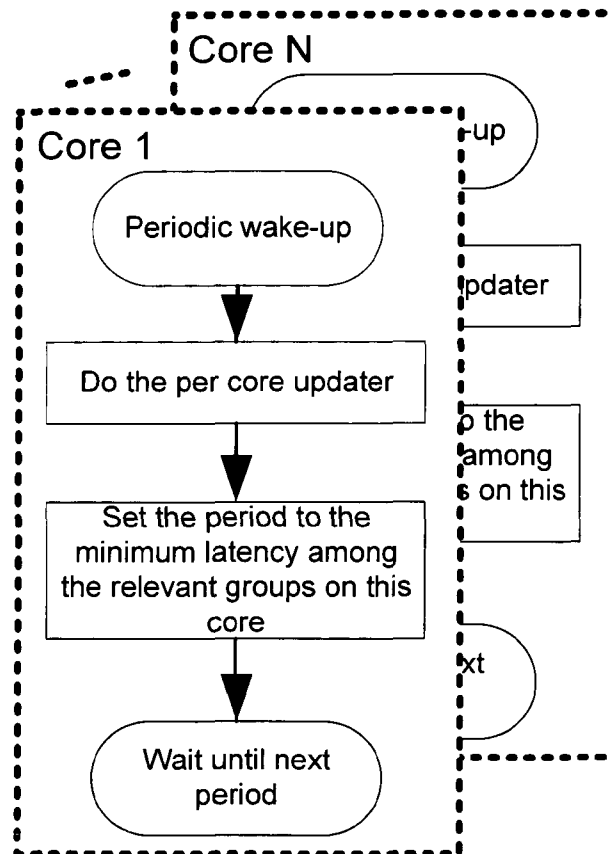 Core N
-up
pdater
o the
among
s on this
xt
Core 1
Periodic wake-up
Do the per core updater
Set the period to the
minimum latency among
the relevant groups on this
core
Wait until next
period